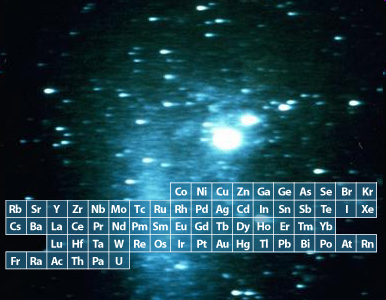 Co Ni Cu Zn Ga Ge As Se Br Kr
Rb Sr Y Zr Nb Mo Tc Ru Rh Pd Ag Cd In Sn Sb Te I Xe
Cs Ba La Ce Pr Nd Pm Sm Eu Gd Tb Dy Ho Er Tm Yb
Lu Hf Ta W Re Os Ir Pt Au Hg Tl Pb Bi Po At Rn
Fr Ra Ac Th Pa U